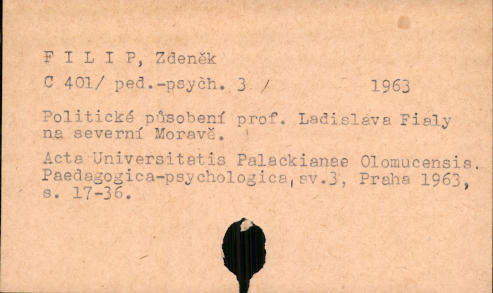 F I L I P, Zdeněk
C 401/ ped.-psych. 3 / 1963
Politické působení prof. Ladislava Fialy
na severní Moravě.
Acta Universitatis Palackianae Olomucensis.
Paedagogica-psychologica, sv.3, Praha 1963,
s. 17-36.